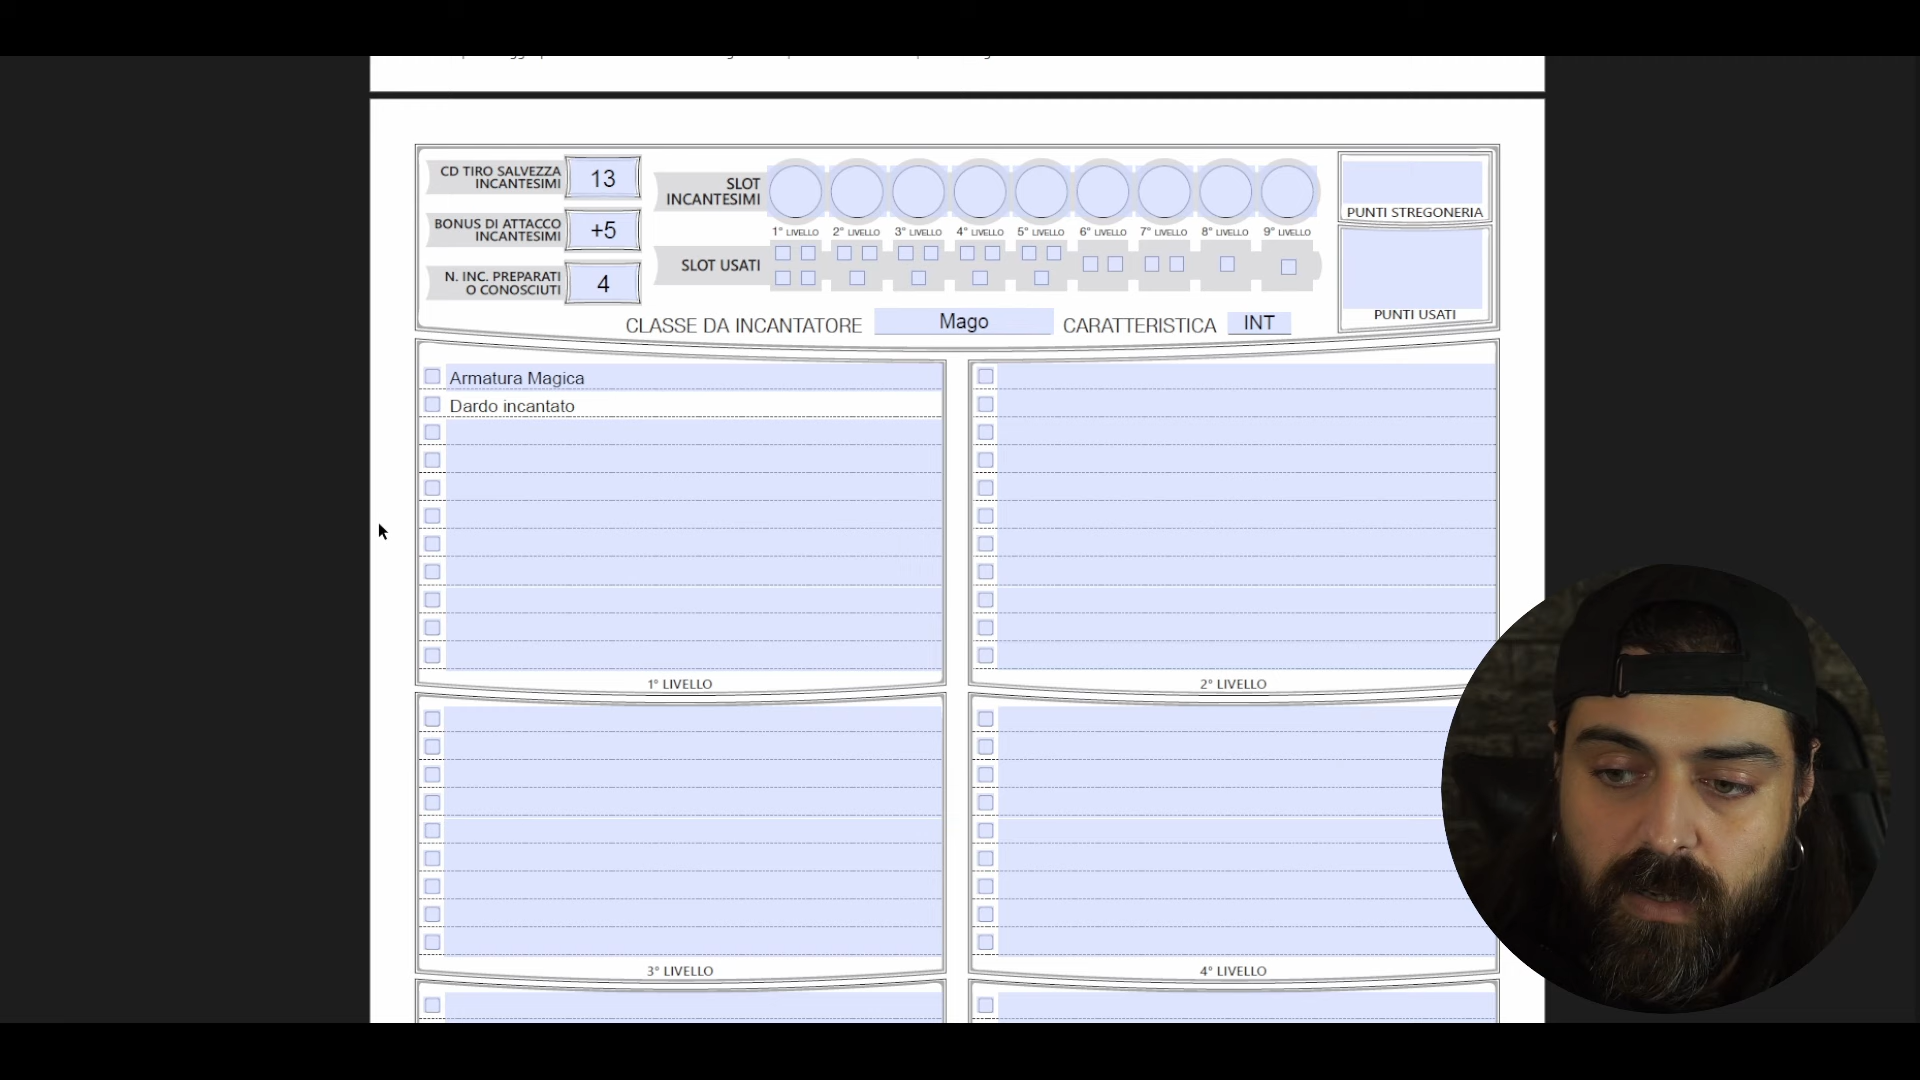 CD TIRO SALVEZZA
INCANTESIMI
13
BONUS DI ATTACCO
INCANTESIMI
+5
N. INC. PREPARATI
O CONOSCIUTI
4
SLOT
INCANTESIMI
1° LIVELLO 2° LIVELLO 3° LIVELLO 4° LIVELLO 5° LIVELLO 6° LIVELLO 7° LIVELLO 8° LIVELLO 9° LIVELLO
SLOT USATI
PUNTI STREGONERIA
PUNTI USATI
CLASSE DA INCANTATORE Mago CARATTERISTICA INT
Armatura Magica
Dardo incantato
1° LIVELLO
2° LIVELLO
3° LIVELLO
4° LIVELLO